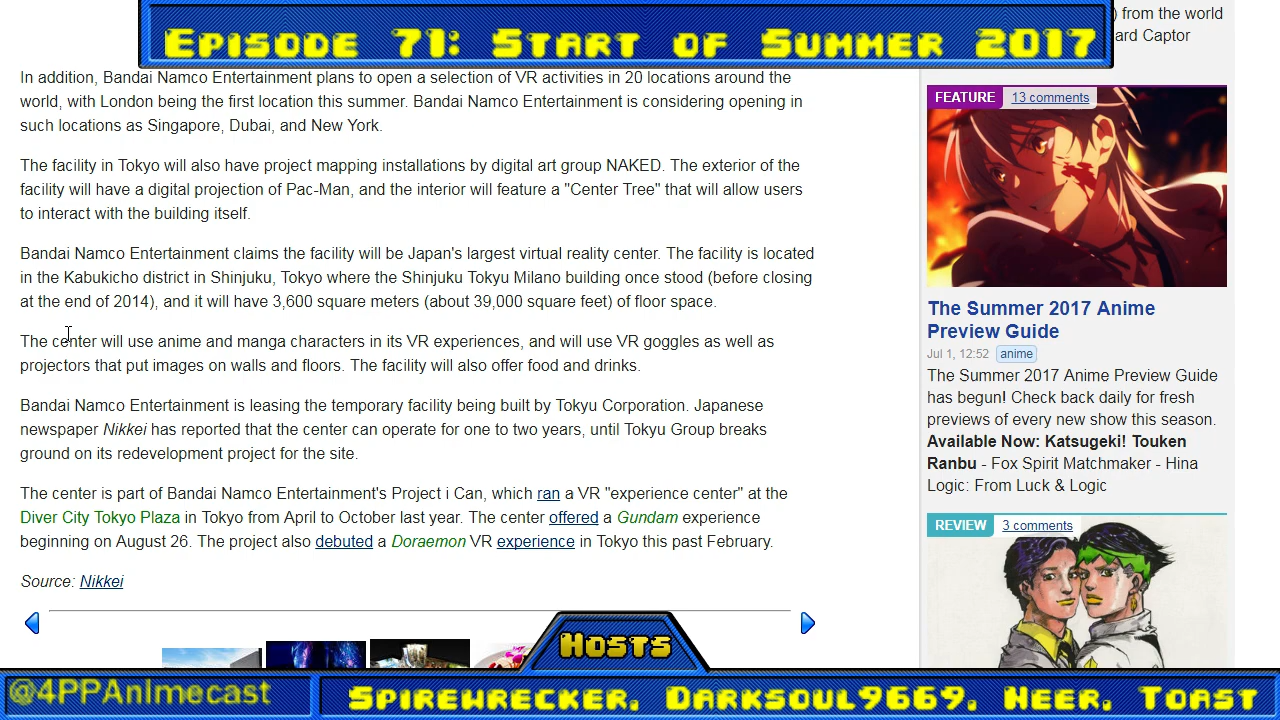 Episode 71: Start of Summer 2017
In addition, Bandai Namco Entertainment plans to open a selection of VR activities in 20 locations around the
world, with London being the first location this summer. Bandai Namco Entertainment is considering opening in
such locations as Singapore, Dubai, and New York.
The facility in Tokyo will also have project mapping installations by digital art group NAKED. The exterior of the
facility will have a digital projection of Pac-Man, and the interior will feature a "Center Tree" that will allow users
to interact with the building itself.
Bandai Namco Entertainment claims the facility will be Japan's largest virtual reality center. The facility is located
in the Kabukicho district in Shinjuku, Tokyo where the Shinjuku Tokyu Milano building once stood (before closing
at the end of 2014), and it will have 3,600 square meters (about 39,000 square feet) of floor space.
The center will use anime and manga characters in its VR experiences, and will use VR goggles as well as
projectors that put images on walls and floors. The facility will also offer food and drinks.
Bandai Namco Entertainment is leasing the temporary facility being built by Tokyu Corporation. Japanese
newspaper Nikkei has reported that the center can operate for one to two years, until Tokyu Group breaks
ground on its redevelopment project for the site.
The center is part of Bandai Namco Entertainment's Project i Can, which ran a VR "experience center" at the
Diver City Tokyo Plaza in Tokyo from April to October last year. The center offered a Gundam experience
beginning on August 26. The project also debuted a Doraemon VR experience in Tokyo this past February.
Source: Nikkei
) from the world
ard Captor
FEATURE 13 comments
The Summer 2017 Anime
Preview Guide
Jul 1, 12:52 anime
The Summer 2017 Anime Preview Guide
has begun! Check back daily for fresh
previews of every new show this season.
Available Now: Katsugeki! Touken
Ranbu - Fox Spirit Matchmaker - Hina
Logic: From Luck & Logic
REVIEW 3 comments
Hosts
@4PPAnimecast
Spirewrecker, Darksoul9669, Neer, Toast